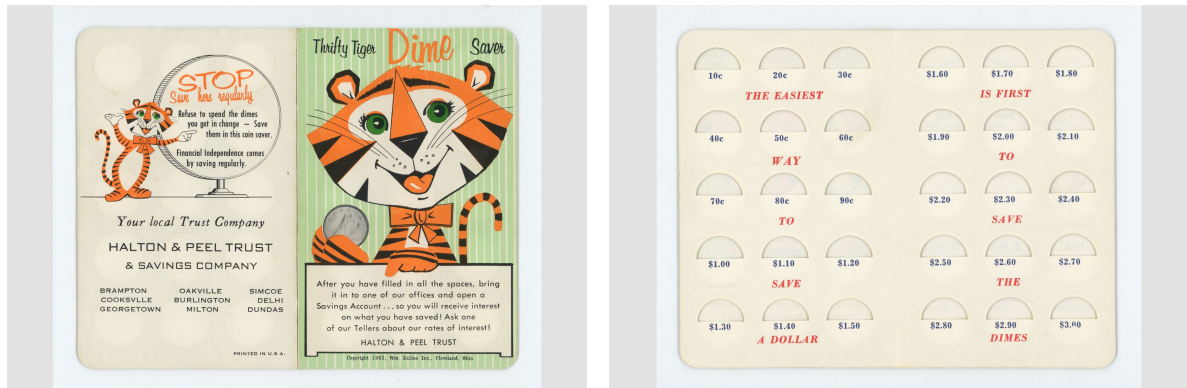 STOP
Save here regularly
Refuse to spend the dimes
you get in change — Save
them in this coin saver.
Financial Independence comes
by saving regularly.
Your local Trust Company
HALTON & PEEL TRUST
& SAVINGS COMPANY
BRAMPTON OAKVILLE SIMCOE
COOKSVLLE BURLINGTON DELHI
GEORGETOWN MILTON DUNDAS
PRINTED IN U.S.A.
Thrifty Tiger Dime Saver
After you have filled in all the spaces, bring
it in to one of our offices and open a
Savings Account...so you will receive interest
on what you have saved! Ask one
of our Tellers about our rates of interest!
HALTON & PEEL TRUST
Copyright 1962, Wm. Exline Inc., Cleveland, Ohio
10c 20c 30c
THE EASIEST
40c 50c 60c
WAY
70c 80c 90c
TO
$1.00 $1.10 $1.20
SAVE
$1.30 $1.40 $1.50
A DOLLAR
$1.60 $1.70 $1.80
IS FIRST
$1.90 $2.00 $2.10
TO
$2.20 $2.30 $2.40
SAVE
$2.50 $2.60 $2.70
THE
$2.80 $2.90 $3.00
DIMES